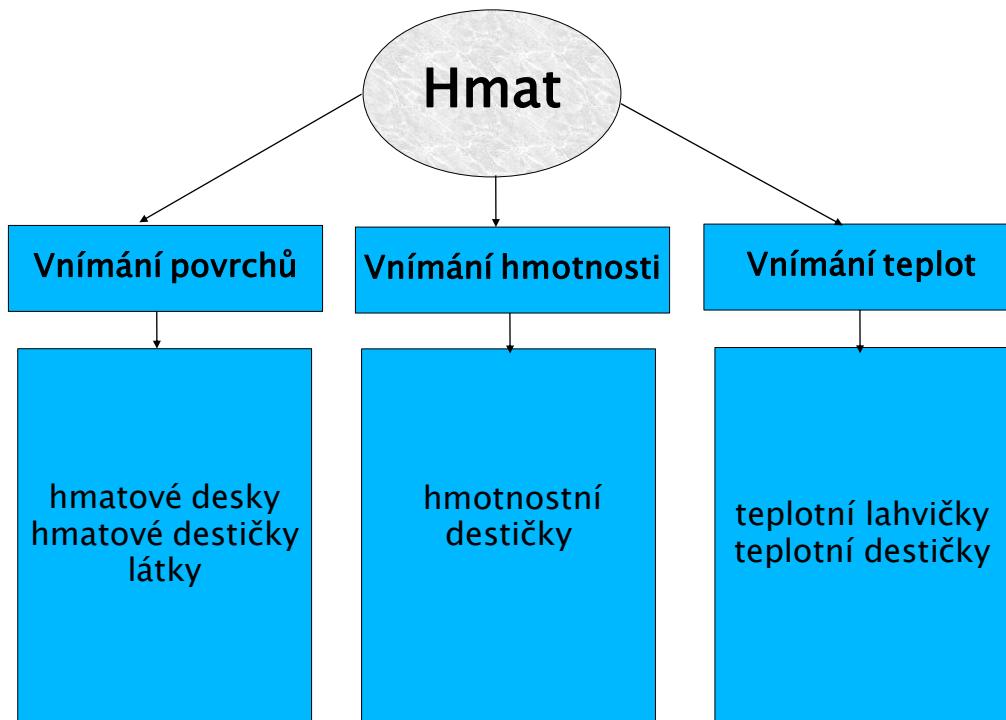 Hmat
Vnímání povrchů
Vnímání hmotnosti
Vnímání teplot
hmatové desky
hmatové destičky
látky
hmotnostní
destičky
teplotní lahvičky
teplotní destičky